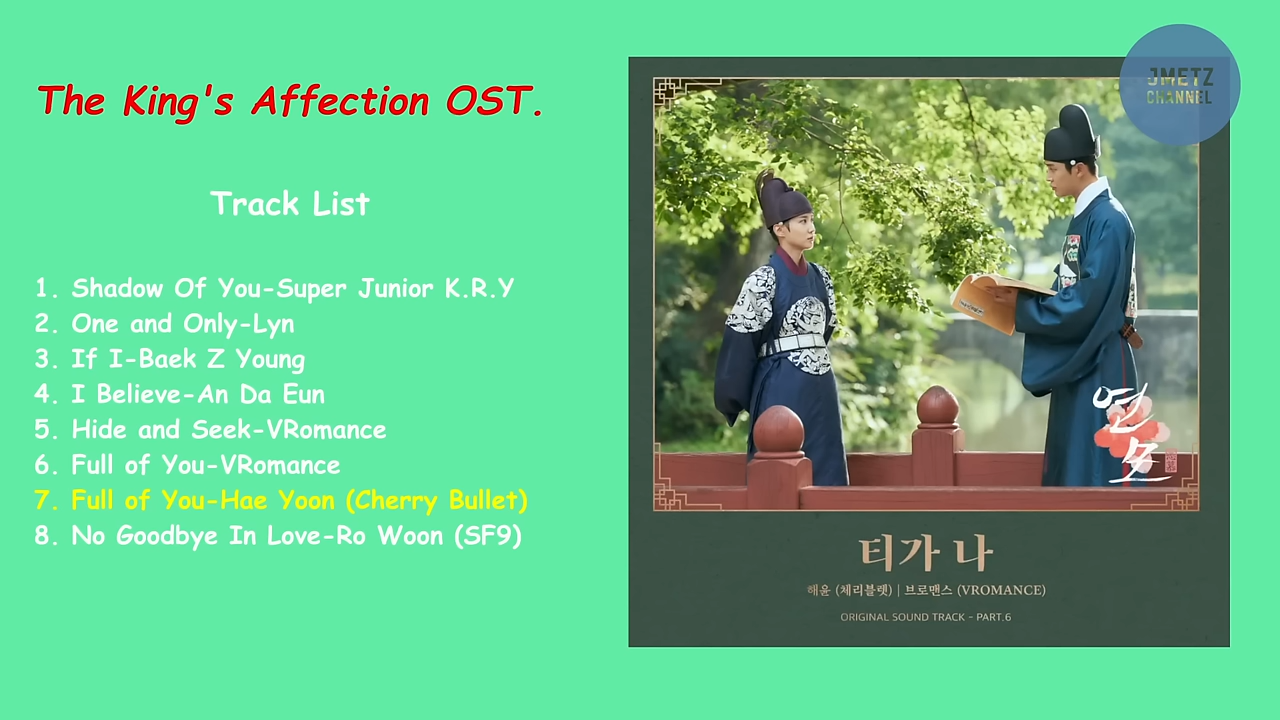 The King's Affection OST.
Track List
1. Shadow Of You-Super Junior K.R.Y
2. One and Only-Lyn
3. If I-Baek Z Young
4. I Believe-An Da Eun
5. Hide and Seek-VRomance
6. Full of You-VRomance
7. Full of You-Hae Yoon (Cherry Bullet)
8. No Goodbye In Love-Ro Woon (SF9)
JMETZ
CHANNEL
연모
티가 나
해윤 (체리블렛) | 브로맨스 (VROMANCE)
ORIGINAL SOUND TRACK - PART.6